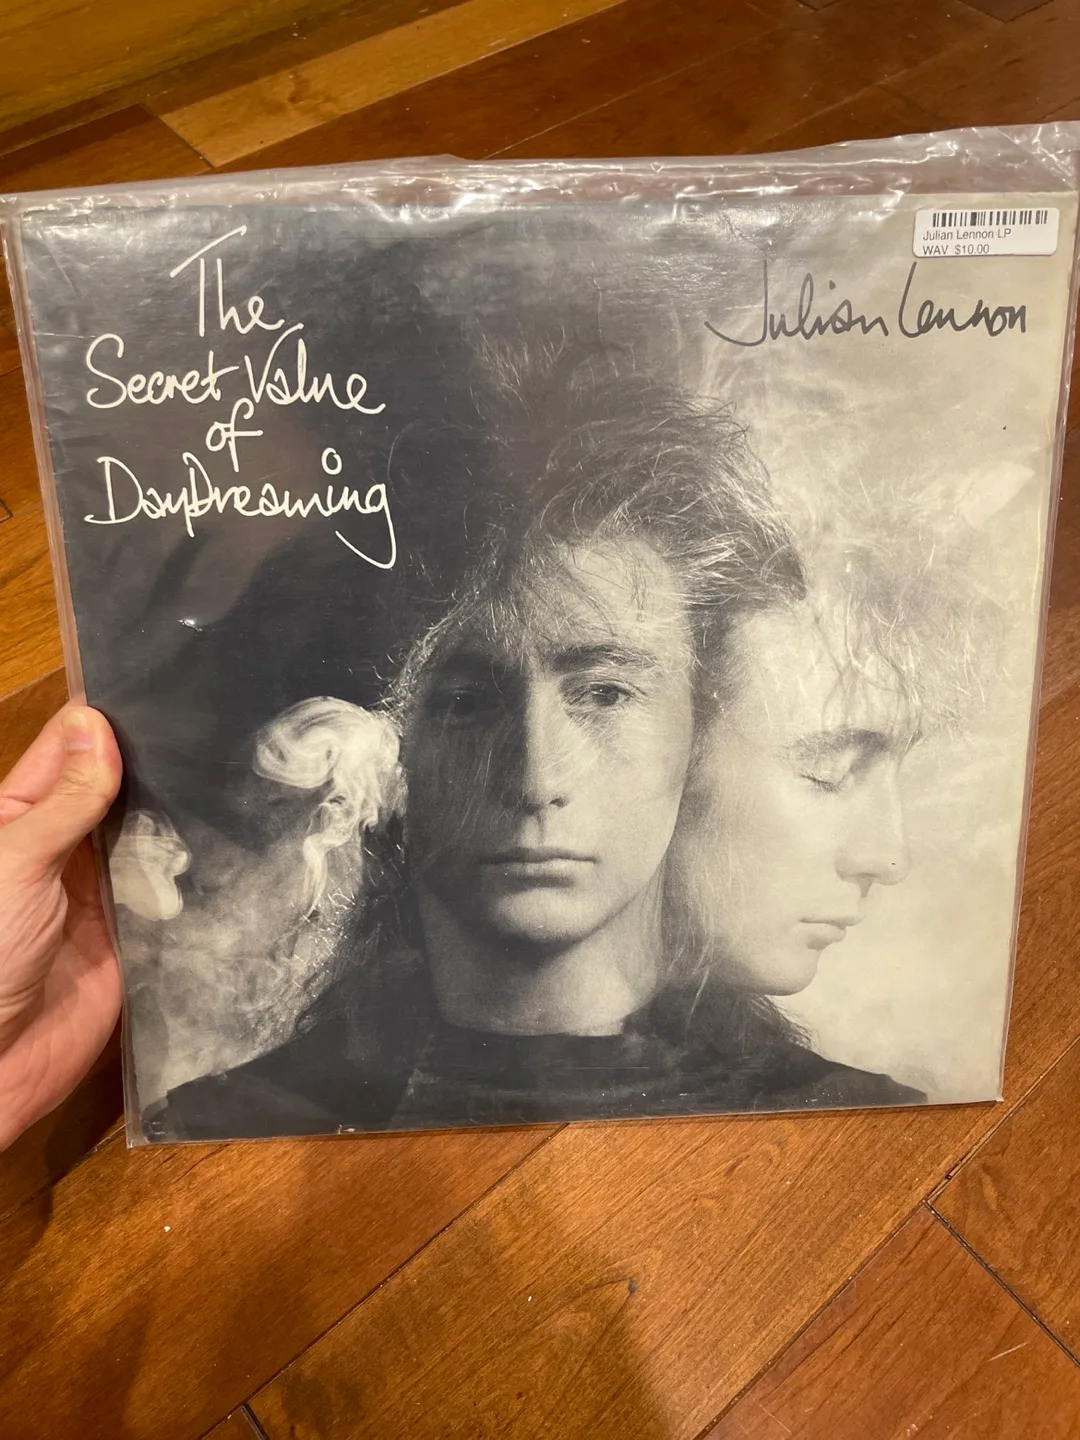 Julian Lennon LP
WAV $10.00
Julian Lennon
The
Secret Value
of
DayDreaming